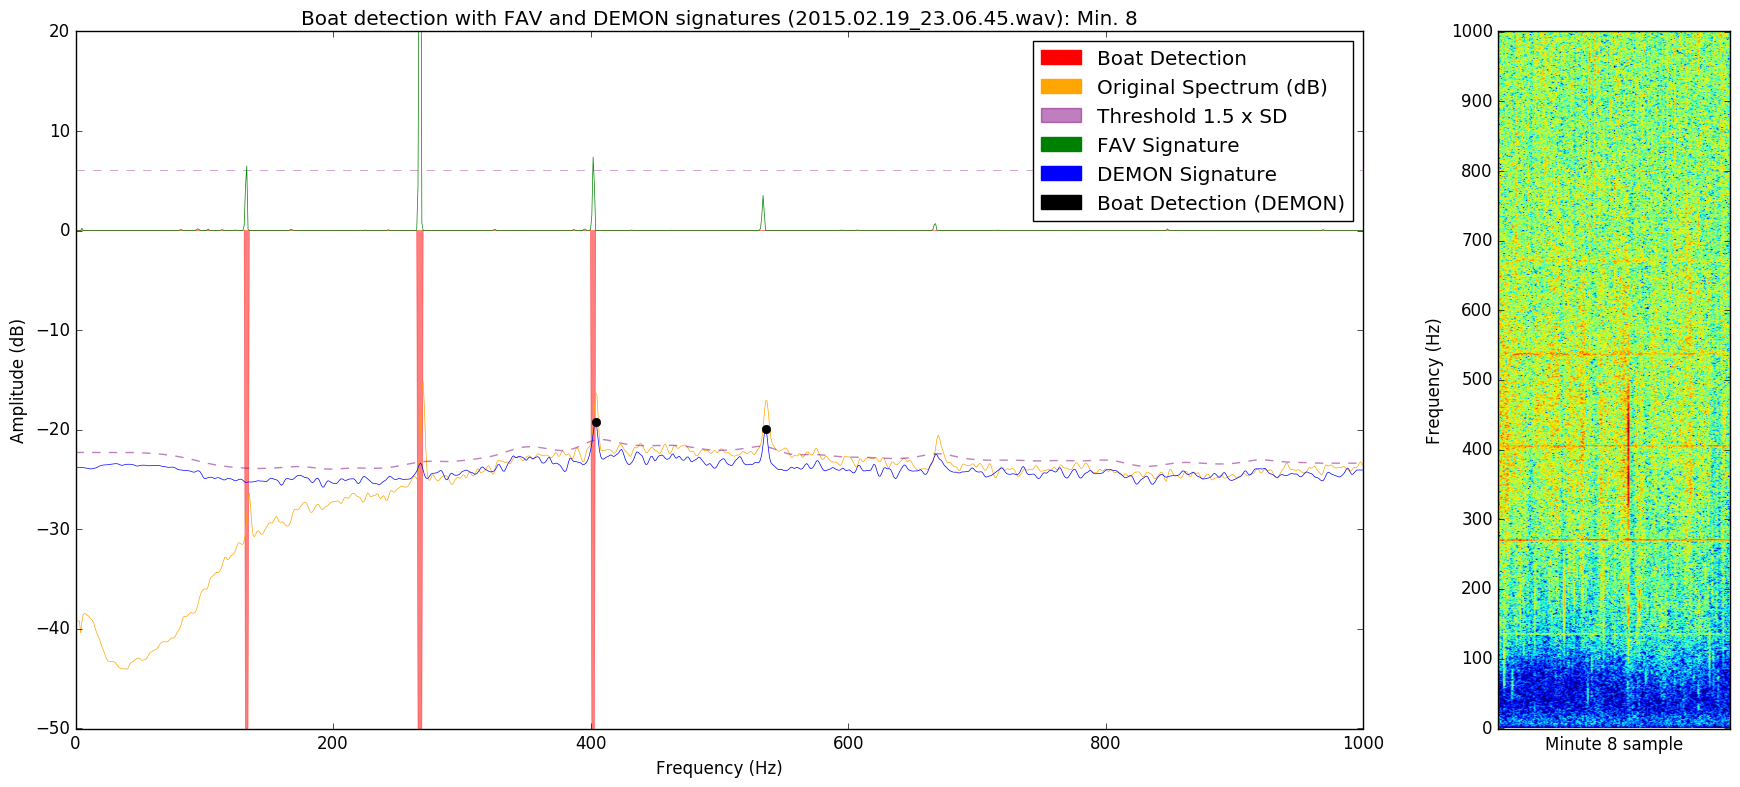 Boat detection with FAV and DEMON signatures (2015.02.19_23.06.45.wav): Min. 8
Amplitude (dB)
20
10
0
−10
−20
−30
−40
−50
Boat Detection
Original Spectrum (dB)
Threshold 1.5 x SD
FAV Signature
DEMON Signature
Boat Detection (DEMON)
0 200 400 600 800 1000
Frequency (Hz)
Frequency (Hz)
1000
900
800
700
600
500
400
300
200
100
0
Minute 8 sample